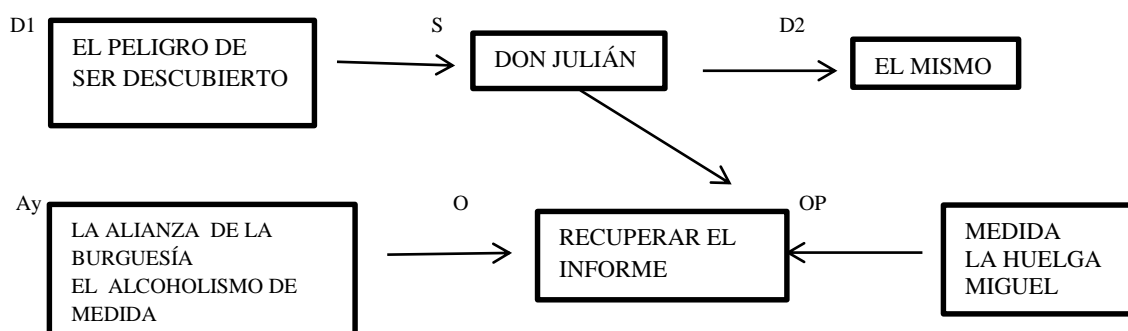 D1
EL PELIGRO DE
SER DESCUBIERTO
S
DON JULIÁN
D2
EL MISMO
Ay
LA ALIANZA DE LA
BURGUESÍA
EL ALCOHOLISMO DE
MEDIDA
O
RECUPERAR EL
INFORME
OP
MEDIDA
LA HUELGA
MIGUEL